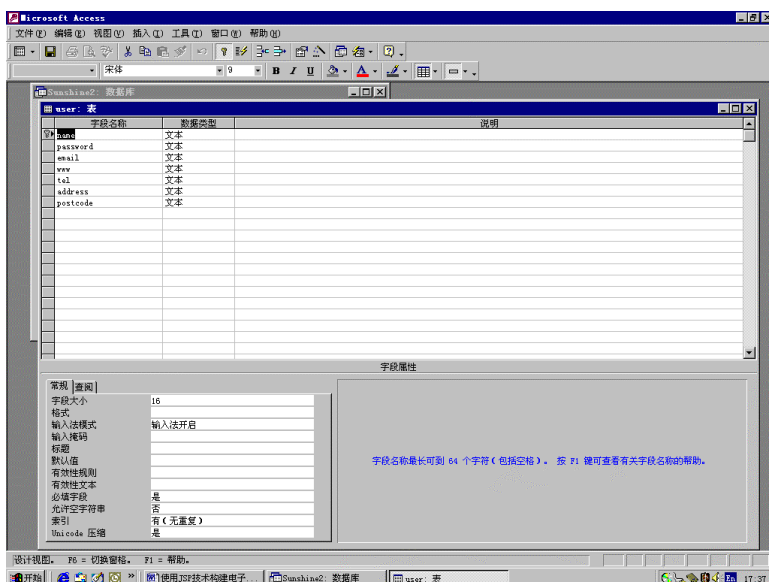 Microsoft Access
文件(F) 编辑(E) 视图(V) 插入(I) 工具(T) 窗口(W) 帮助(H)
宋体 9 B I U
Sunshine2: 数据库
user: 表
字段名称 数据类型 说明
name 文本
password 文本
email 文本
www 文本
tel 文本
address 文本
postcode 文本
字段属性
常规 查阅
字段大小 16
格式
输入法模式 输入法开启
输入掩码
标题
默认值
有效性规则
有效性文本
必填字段 是
允许空字符串 否
索引 有(无重复)
Unicode 压缩 是
字段名称最长可到 64 个字符(包括空格)。 按 F1 键可查看有关字段名称的帮助。
设计视图。 F6 = 切换窗格。 F1 = 帮助。
开始 » 使用JSP技术构建电子... Sunshine2: 数据库 user: 表 En 17:37